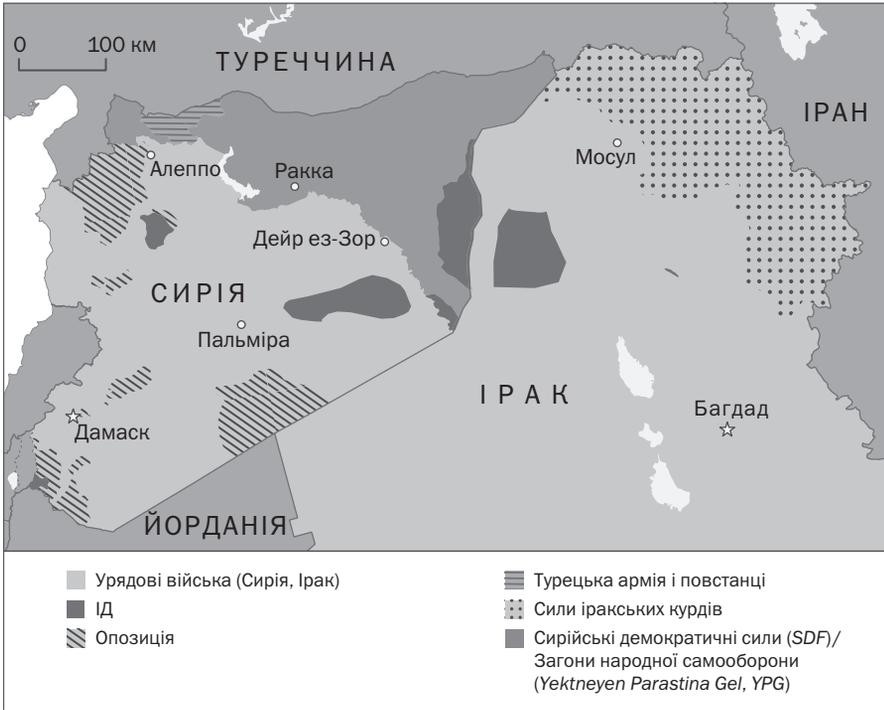 0 100 км
ТУРЕЧЧИНА
ІРАН
Мосул
Алеппо
Ракка
Дейр ез-Зор
СИРІЯ
Пальміра
ІРАК
Багдад
Дамаск
ЙОРДАНІЯ
Урядові війська (Сирія, Ірак)
ІД
Опозиція
Турецька армія і повстанці
Сили іракських курдів
Сирійські демократичні сили (SDF)/
Загони народної самооборони
(Yektneyen Parastina Gel, YPG)